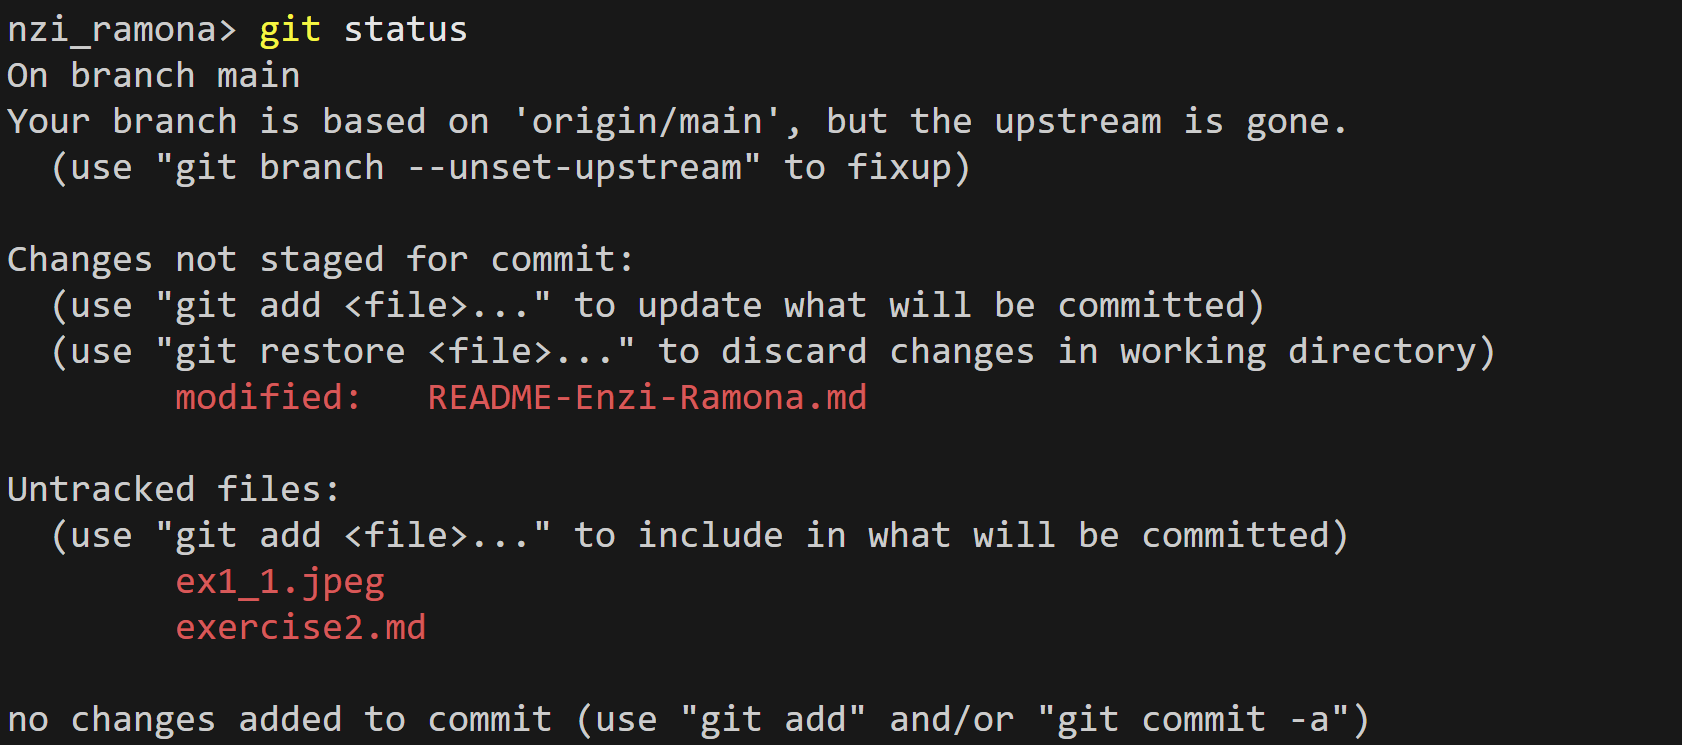 nzi_ramona> git status
On branch main
Your branch is based on 'origin/main', but the upstream is gone.
  (use "git branch --unset-upstream" to fixup)

Changes not staged for commit:
  (use "git add <file>..." to update what will be committed)
  (use "git restore <file>..." to discard changes in working directory)
        modified:   README-Enzi-Ramona.md

Untracked files:
  (use "git add <file>..." to include in what will be committed)
        ex1_1.jpeg
        exercise2.md

no changes added to commit (use "git add" and/or "git commit -a")